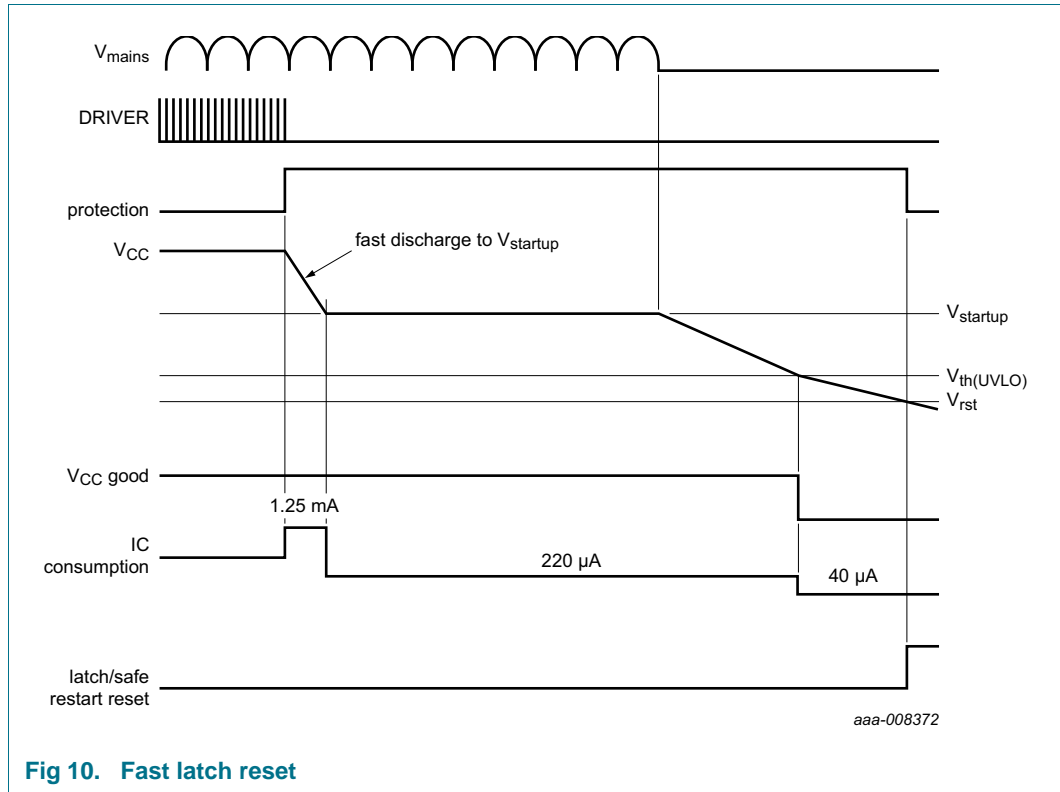 Vmains
DRIVER
protection
VCC
fast discharge to Vstartup
Vstartup
Vth(UVLO)
Vrst
VCC good
1.25 mA
IC
consumption
220 μA
40 μA
latch/safe
restart reset
aaa-008372
Fig 10. Fast latch reset